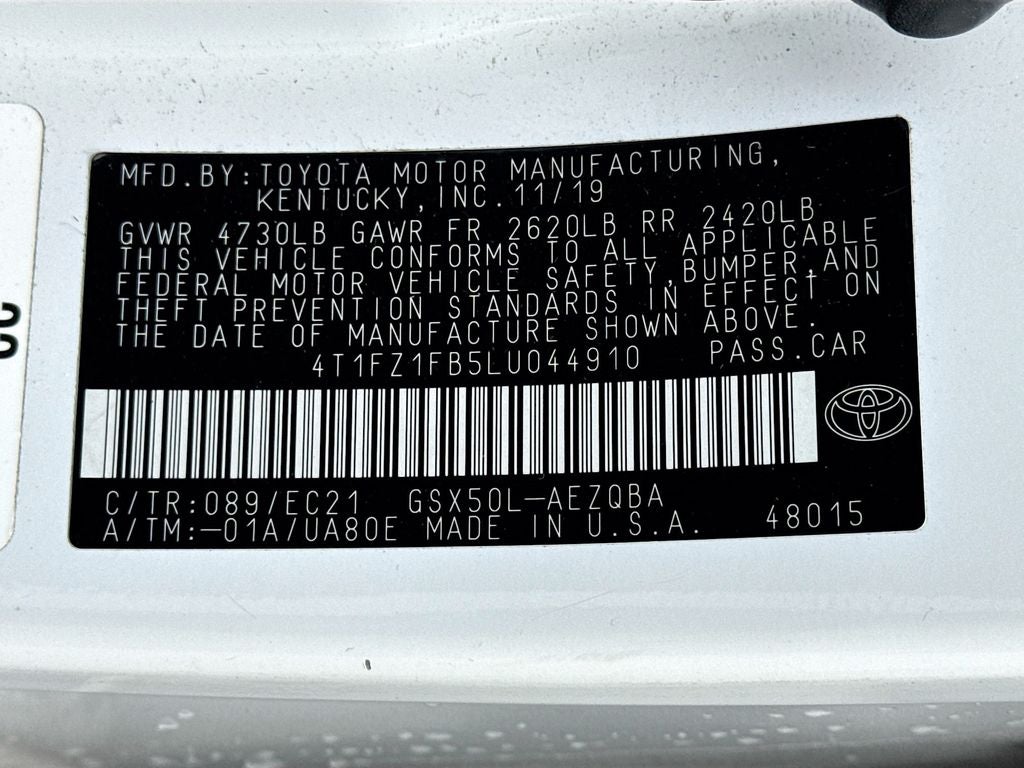 MFD.BY:TOYOTA MOTOR MANUFACTURING,
KENTUCKY,INC.11/19
GVWR 4730LB GAWR FR 2620LB RR 2420LB
THIS VEHICLE CONFORMS TO ALL APPLICABLE
FEDERAL MOTOR VEHICLE SAFETY,BUMPER,AND
THEFT PREVENTION STANDARDS IN EFFECT ON
THE DATE OF MANUFACTURE SHOWN ABOVE.
4T1FZ1FB5LU044910 PASS.CAR
C/TR:089/EC21 GSX50L-AEZQBA
A/TM:-01A/UA80E MADE IN U.S.A. 48015